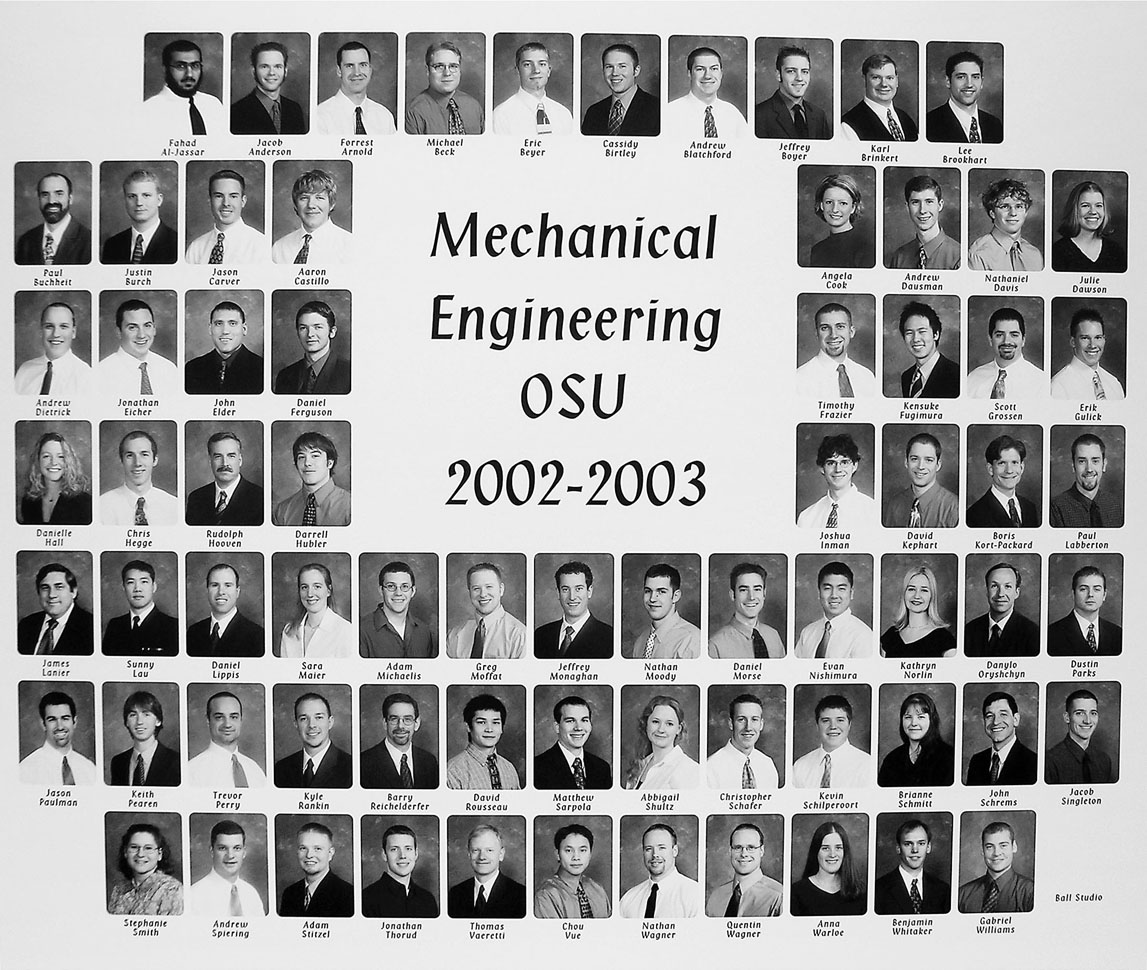 Fahad Al-Jassar
Jacob Anderson
Forrest Arnold
Michael Beck
Eric Beyer
Cassidy Birtley
Andrew Blatchford
Jeffrey Boyer
Karl Brinkert
Lee Brookhart
Paul Buchheit
Justin Burch
Jason Carver
Aaron Castillo
Mechanical
Engineering
OSU
2002-2003
Angela Cook
Andrew Dausman
Nathaniel Davis
Julie Dawson
Andrew Dietrick
Jonathan Eicher
John Elder
Daniel Ferguson
Timothy Frazier
Kensuke Fugimura
Scott Grossen
Erik Gulick
Danielle Hall
Chris Hegge
Rudolph Hooven
Darrell Hubler
Joshua Inman
David Kephart
Boris Kort-Packard
Paul Labberton
James Lanier
Sunny Lau
Daniel Lippis
Sara Maier
Adam Michaelis
Greg Moffat
Jeffrey Monaghan
Nathan Moody
Daniel Morse
Evan Nishimura
Kathryn Norlin
Danylo Oryshchyn
Dustin Parks
Jason Paulman
Keith Pearen
Trevor Perry
Kyle Rankin
Barry Reichelderfer
David Rousseau
Matthew Sarpola
Abbigail Shultz
Christopher Schafer
Kevin Schilperoort
Brianne Schmitt
John Schrems
Jacob Singleton
Stephanie Smith
Andrew Spiering
Adam Stitzel
Jonathan Thorud
Thomas Vaeretti
Chou Vue
Nathan Wagner
Quentin Wagner
Anna Warloe
Benjamin Whitaker
Gabriel Williams
Ball Studio